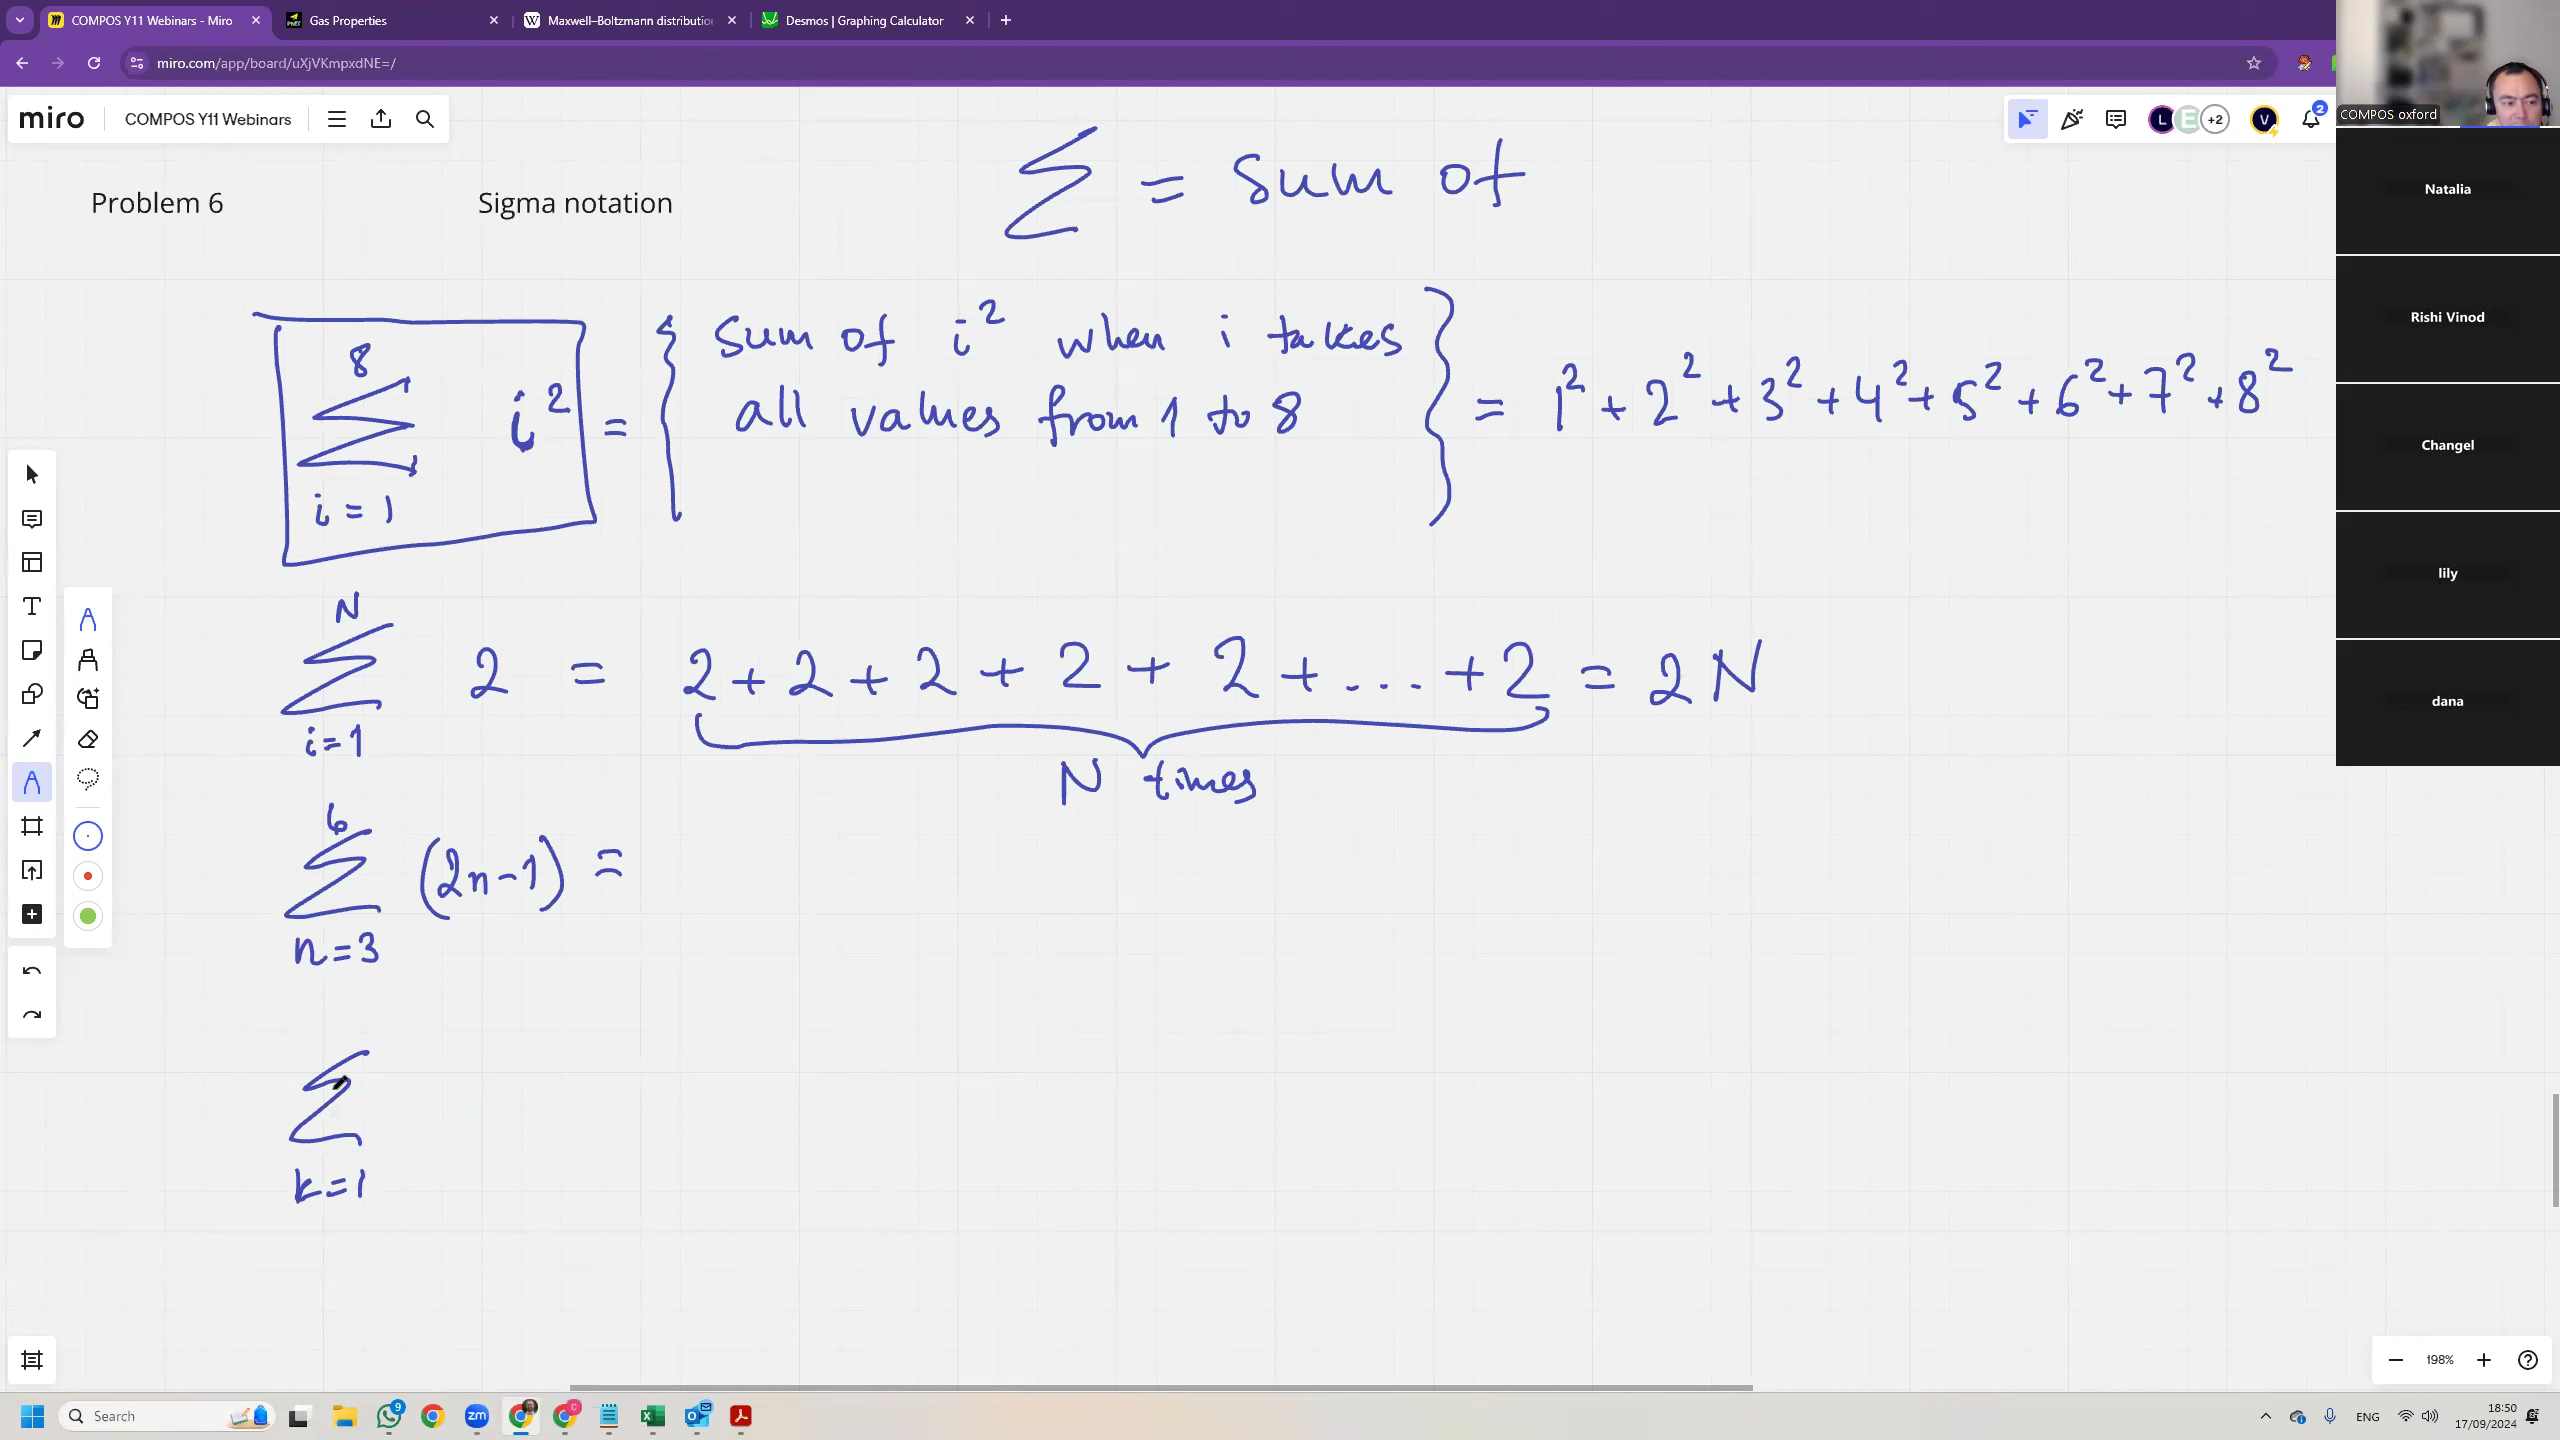 COMPOS Y11 Webinars - Miro
Gas Properties
Maxwell–Boltzmann distributio
Desmos | Graphing Calculator
miro.com/app/board/uXjVKmpxdNE=/
miro
COMPOS Y11 Webinars
L E +2 V 2
COMPOS oxford
Natalia
Rishi Vinod
Changel
lily
dana
Problem 6
Sigma notation
Σ = sum of
8
Σ i² = { sum of i² when i takes all values from 1 to 8 } = 1² + 2² + 3² + 4² + 5² + 6² + 7² + 8²
i = 1
N
Σ 2 = 2 + 2 + 2 + 2 + 2 + ... + 2 = 2N
i = 1
N times
6
Σ (2n-1) =
n = 3
Σ
k = 1
198%
Search
9
zm
ENG
18:50
17/09/2024